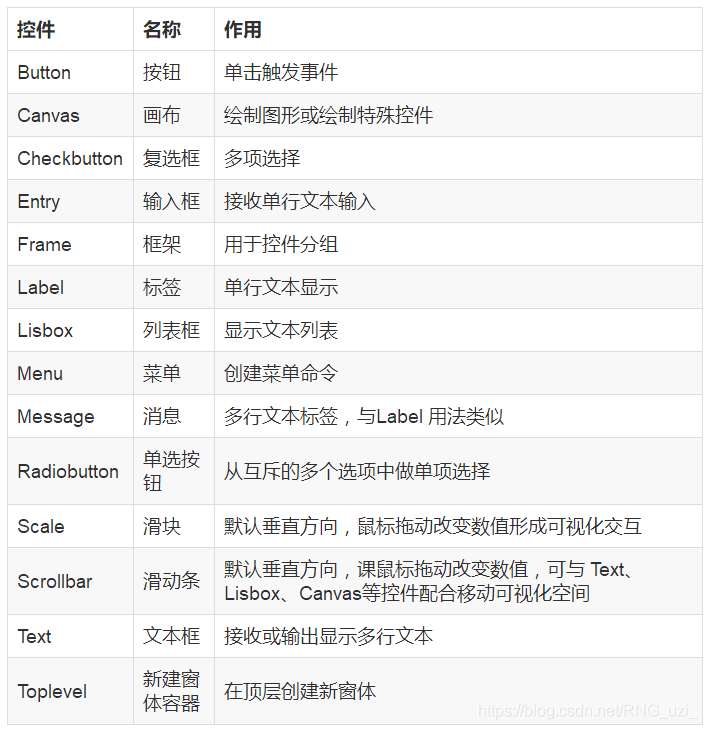 控件 名称 作用
Button 按钮 单击触发事件
Canvas 画布 绘制图形或绘制特殊控件
Checkbutton 复选框 多项选择
Entry 输入框 接收单行文本输入
Frame 框架 用于控件分组
Label 标签 单行文本显示
Lisbox 列表框 显示文本列表
Menu 菜单 创建菜单命令
Message 消息 多行文本标签，与Label 用法类似
Radiobutton 单选按
钮 从互斥的多个选项中做单项选择
Scale 滑块 默认垂直方向，鼠标拖动改变数值形成可视化交互
Scrollbar 滑动条 默认垂直方向，课鼠标拖动改变数值，可与 Text、
Lisbox、Canvas等控件配合移动可视化空间
Text 文本框 接收或输出显示多行文本
Toplevel 新建窗
体容器 在顶层创建新窗体
https://blog.csdn.net/RNG_uzi_